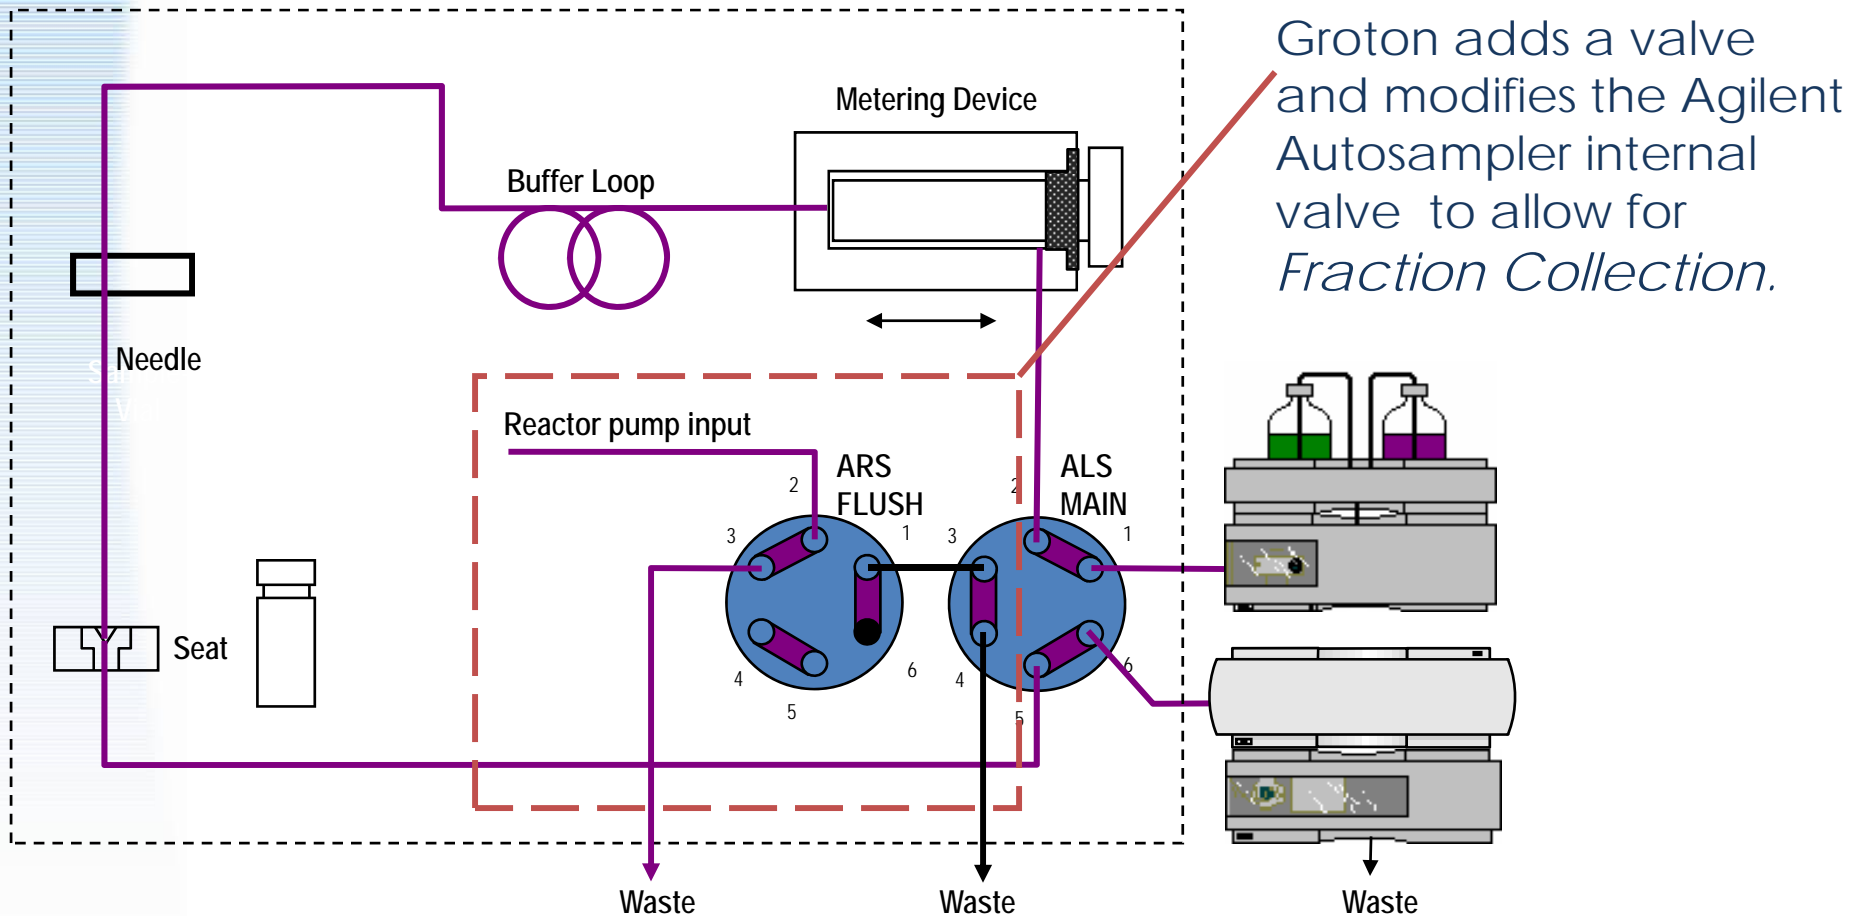 Groton adds a valve
and modifies the Agilent
Autosampler internal
valve to allow for
Fraction Collection.
Metering Device
Buffer Loop
Needle
Reactor pump input
ARS
FLUSH
ALS
MAIN
2
2
3
1
3
1
Seat
4
6
4
6
5
5
Waste
Waste
Waste